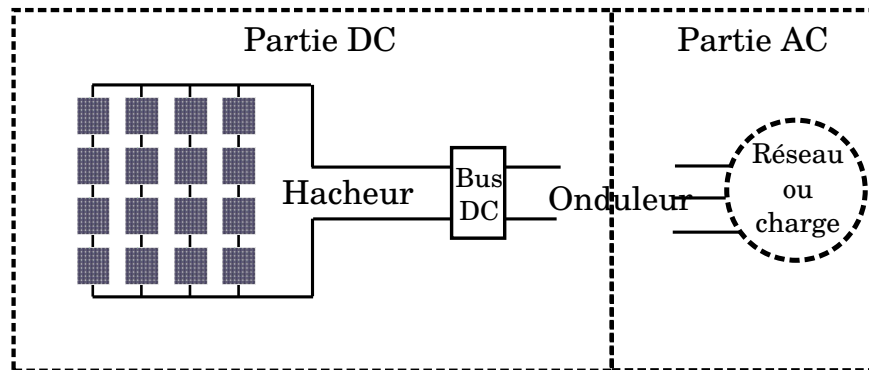 Partie DC
Partie AC
Hacheur
Bus
DC
Onduleur
Réseau
ou
charge